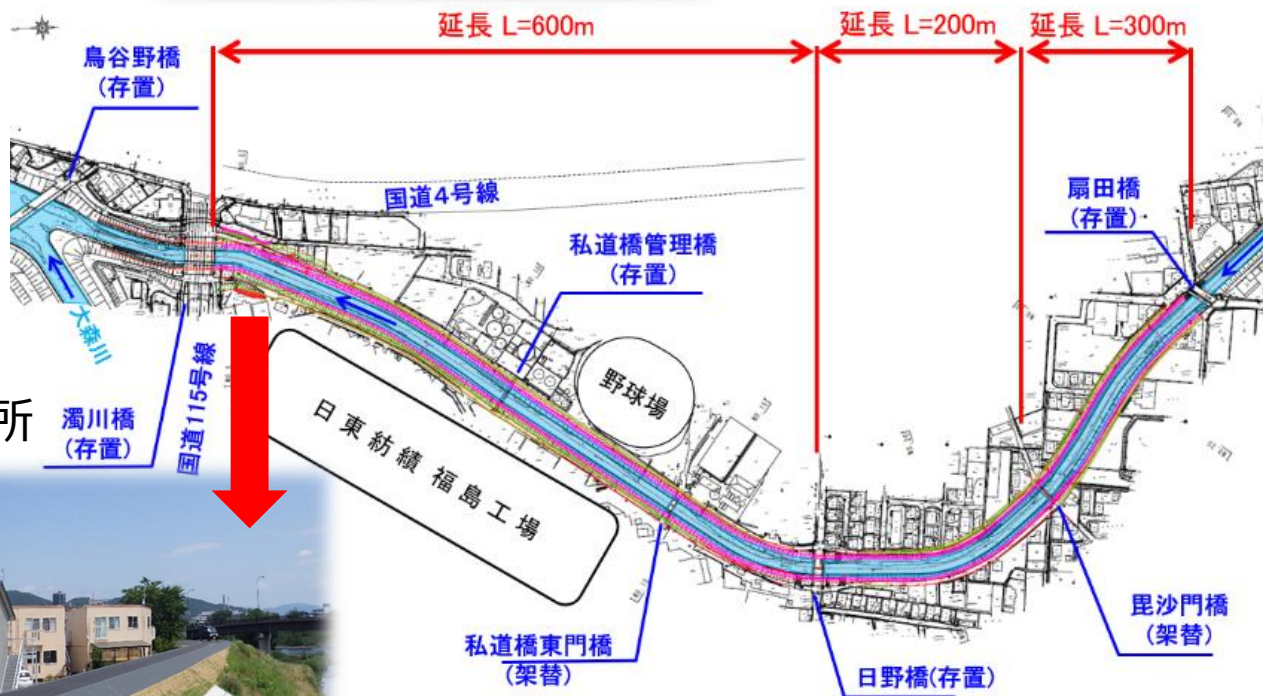 延長 L=600m
延長 L=200m
延長 L=300m
鳥谷野橋
(存置)
国道4号線
扇田橋
(存置)
私道橋管理橋
(存置)
大森川
国道115号線
野球場
所
濁川橋
(存置)
日東紡績 福島工場
私道橋東門橋
(架替)
日野橋(存置)
毘沙門橋
(架替)